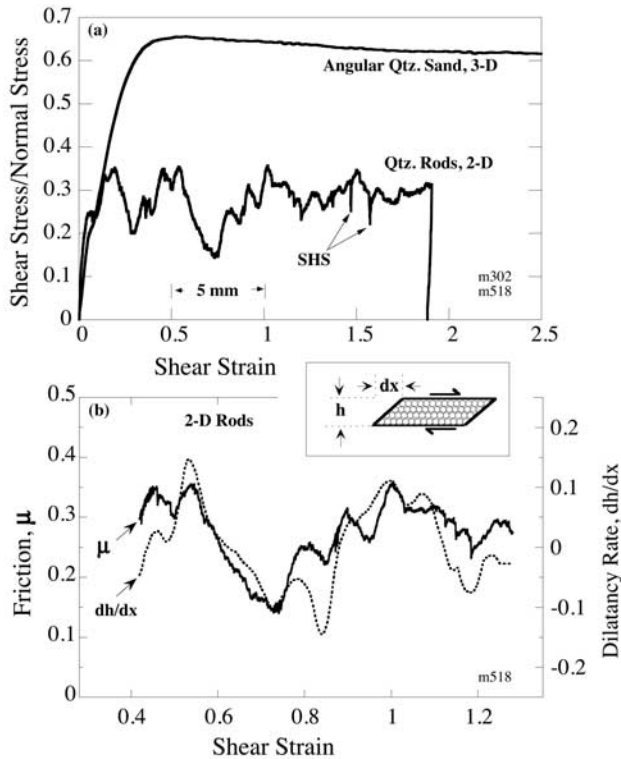 (a)
0.7
0.6
0.5
0.4
0.3
0.2
0.1
0
Shear Stress/Normal Stress
Angular Qtz. Sand, 3-D
Qtz. Rods, 2-D
SHS
5 mm
m302
m518
0 0.5 1 1.5 2 2.5
Shear Strain
(b)
2-D Rods
dx
h
0.5
0.4
0.3
0.2
0.1
0
Friction, μ
μ
dh/dx
0.2
0.1
0
-0.1
-0.2
Dilatancy Rate, dh/dx
m518
0.4 0.6 0.8 1 1.2
Shear Strain